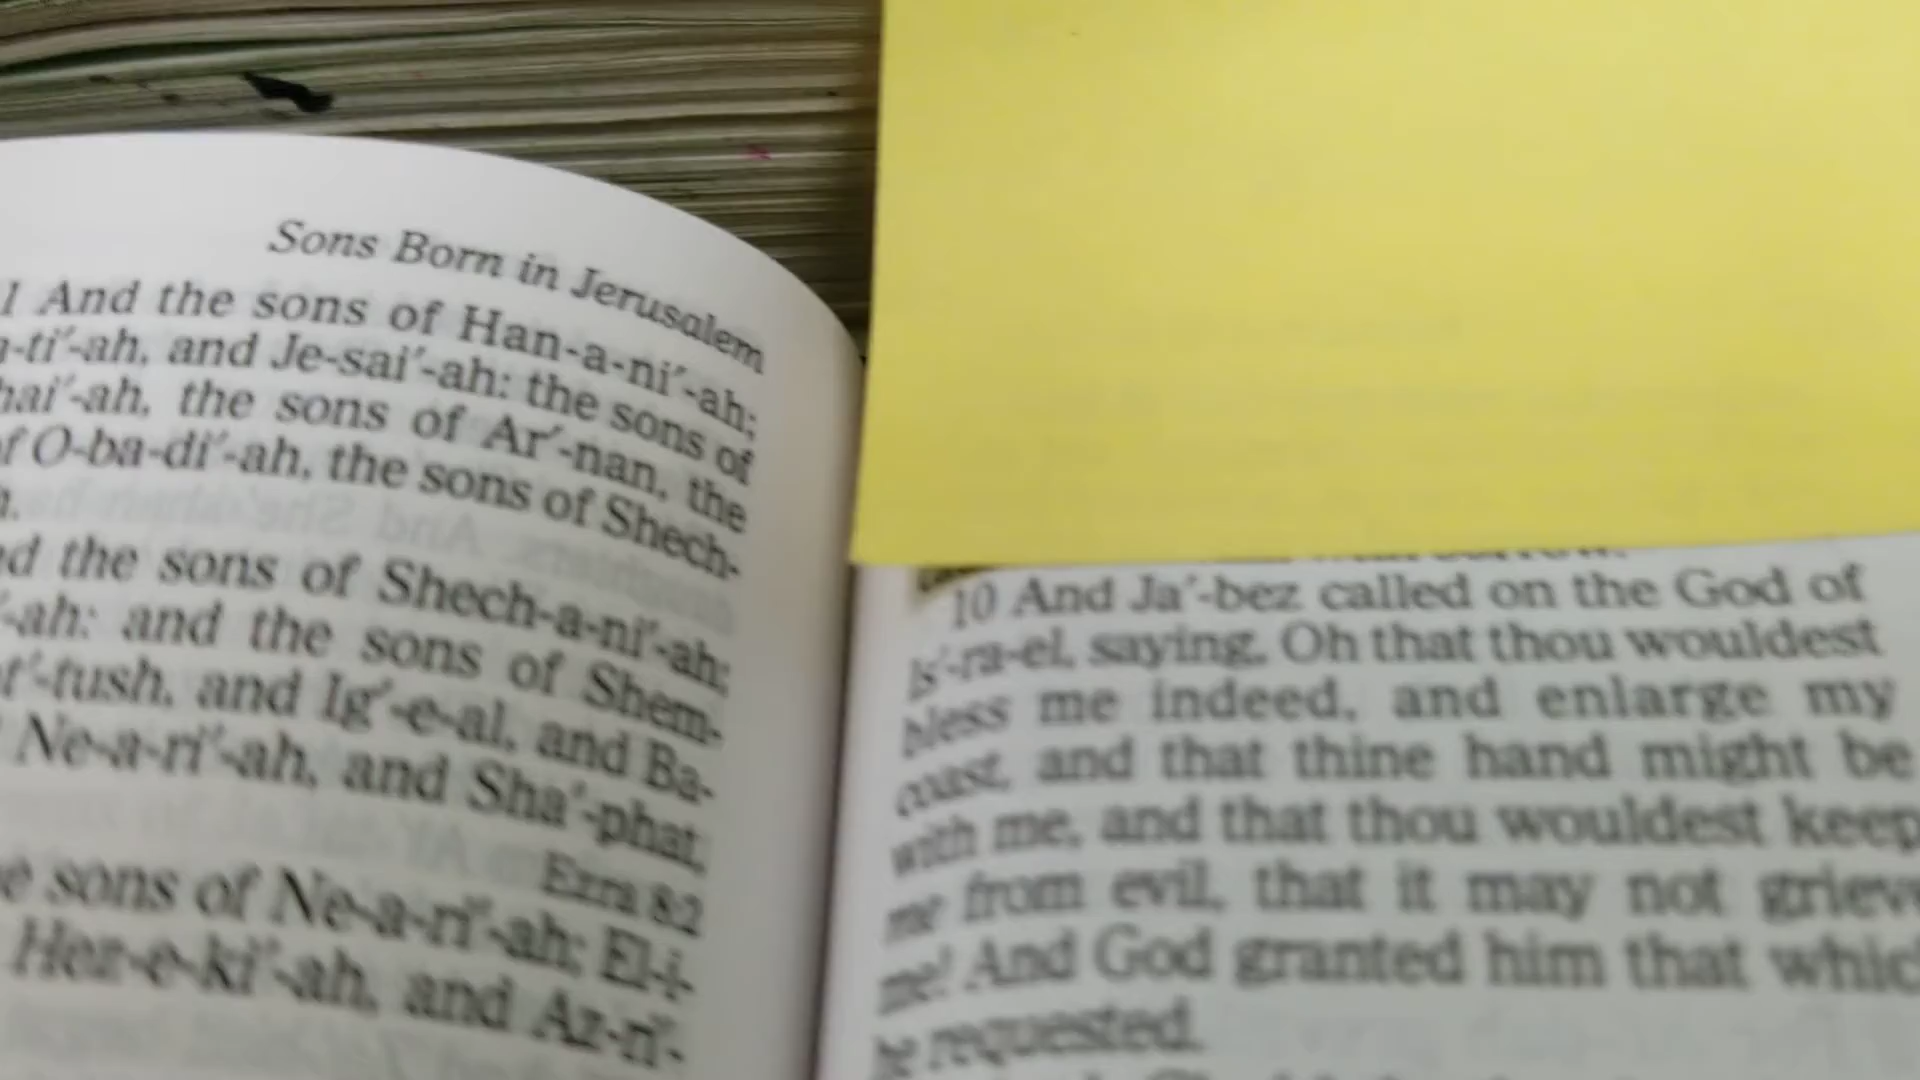 Sons Born in Jerusalem
1 And the sons of Han-a-ni′-ah;
-ti′-ah, and Je-sai′-ah: the sons of
hai′-ah, the sons of Ar′-nan, the
of O-ba-di′-ah, the sons of Shech-
the sons of Shech-a-ni′-ah;
′-ah: and the sons of Shem-
t′-tush, and Ig′-e-al, and Ba-
Ne-a-ri′-ah, and Sha′-phat,
Ezra 8:2
sons of Ne-a-ri′-ah; El-i-
Hez-e-ki′-ah, and Az-ri′-
10 And Ja′-bez called on the God of
Is′-ra-el, saying, Oh that thou wouldest
bless me indeed, and enlarge my
coast, and that thine hand might be
with me, and that thou wouldest keep
me from evil, that it may not grieve
me! And God granted him that which
he requested.